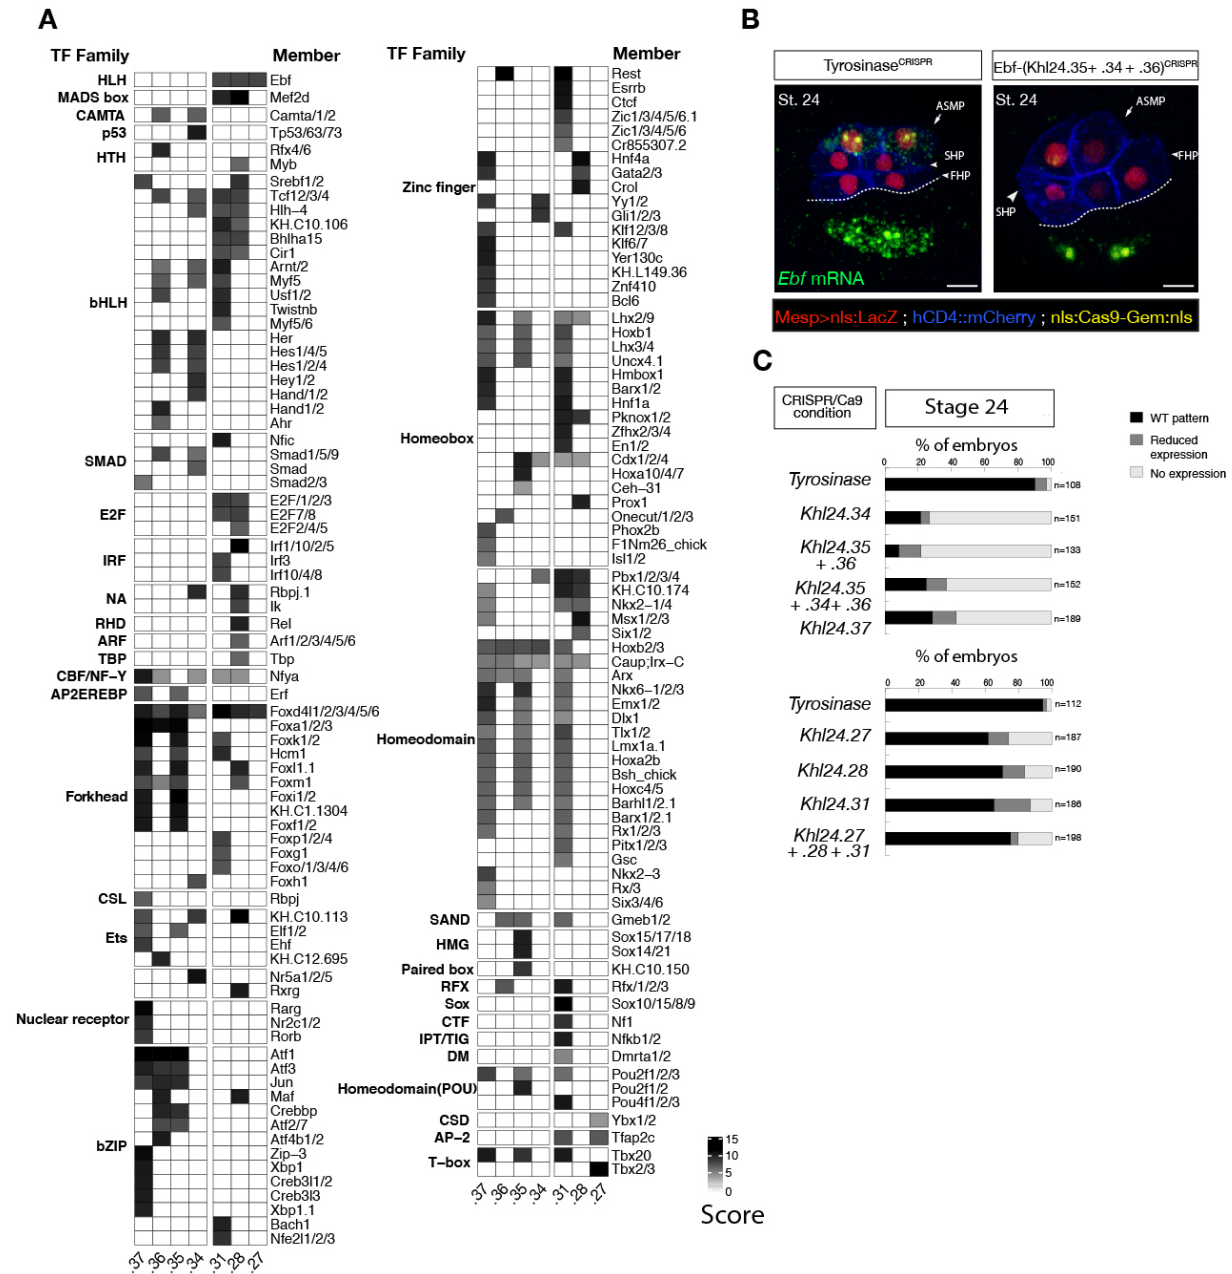 A
TF Family
Member
HLH
Ebf
MADS box
Mef2d
CAMTA
Camta/1/2
p53
Tp53/63/73
HTH
Rfx4/6
Myb
bHLH
Srebf1/2
Tcf12/3/4
Hlh−4
KH.C10.106
Bhlha15
Cir1
Arnt/2
Myf5
Usf1/2
Twistnb
Myf5/6
Her
Hes1/4/5
Hes1/2/4
Hey1/2
Hand/1/2
Hand1/2
Ahr
SMAD
Nfic
Smad1/5/9
Smad
Smad2/3
E2F
E2F/1/2/3
E2F7/8
E2F2/4/5
IRF
Irf1/10/2/5
Irf3
Irf10/4/8
NA
Rbpj.1
Ik
RHD
Rel
ARF
Arf1/2/3/4/5/6
TBP
Tbp
CBF/NF−Y
Nfya
AP2EREBP
Erf
Forkhead
Foxd4l1/2/3/4/5/6
Foxa1/2/3
Foxk1/2
Hcm1
Foxl1.1
Foxm1
Foxi1/2
KH.C1.1304
Foxf1/2
Foxp1/2/4
Foxg1
Foxo/1/3/4/6
Foxh1
CSL
Rbpj
Ets
KH.C10.113
Elf1/2
Ehf
KH.C12.695
Nuclear receptor
Nr5a1/2/5
Rxrg
Rarg
Nr2c1/2
Rorb
bZIP
Atf1
Atf3
Jun
Maf
Crebbp
Atf2/7
Atf4b1/2
Zip−3
Xbp1
Creb3l1/2
Creb3l3
Xbp1.1
Bach1
Nfe2l1/2/3
.37 .36 .35 .34 .31 .28 .27
TF Family
Member
Zinc finger
Rest
Esrrb
Ctcf
Zic1/3/4/5/6.1
Zic1/3/4/5/6
Cr855307.2
Hnf4a
Gata2/3
Crol
Yy1/2
Gli1/2/3
Klf12/3/8
Klf6/7
Yer130c
KH.L149.36
Znf410
Bcl6
Homeobox
Lhx2/9
Hoxb1
Lhx3/4
Uncx4.1
Hmbox1
Barx1/2
Hnf1a
Pknox1/2
Zfhx2/3/4
En1/2
Cdx1/2/4
Hoxa10/4/7
Ceh−31
Prox1
Onecut/1/2/3
Phox2b
F1Nm26_chick
Isl1/2
Homeodomain
Pbx1/2/3/4
KH.C10.174
Nkx2−1/4
Msx1/2/3
Six1/2
Hoxb2/3
Caup;Irx−C
Arx
Nkx6−1/2/3
Emx1/2
Dlx1
Tlx1/2
Lmx1a.1
Hoxa2b
Bsh_chick
Hoxc4/5
Barhl1/2.1
Barx1/2.1
Rx1/2/3
Pitx1/2/3
Gsc
Nkx2−3
Rx/3
Six3/4/6
SAND
Gmeb1/2
HMG
Sox15/17/18
Sox14/21
Paired box
KH.C10.150
RFX
Rfx/1/2/3
Sox
Sox10/15/8/9
CTF
Nf1
IPT/TIG
Nfkb1/2
DM
Dmrta1/2
Homeodomain(POU)
Pou2f1/2/3
Pou2f1/2
Pou4f1/2/3
CSD
Ybx1/2
AP−2
Tfap2c
T−box
Tbx20
Tbx2/3
.37 .36 .35 .34 .31 .28 .27
15
10
5
0
Score
B
Tyrosinase CRISPR
Ebf-(Khl24.35+ .34 + .36) CRISPR
St. 24
ASMP
SHP
FHP
Ebf mRNA
St. 24
ASMP
FHP
SHP
Mesp>nls:LacZ ; hCD4::mCherry ; nls:Cas9-Gem:nls
C
CRISPR/Ca9
condition
Stage 24
WT pattern
Reduced
expression
No expression
% of embryos
0 20 40 60 80 100
Tyrosinase
n=108
Khl24.34
n=151
Khl24.35
+ .36
n=133
Khl24.35
+ .34+ .36
n=152
Khl24.37
n=189
% of embryos
0 20 40 60 80 100
Tyrosinase
n=112
Khl24.27
n=187
Khl24.28
n=190
Khl24.31
n=186
Khl24.27
+ .28 + .31
n=198